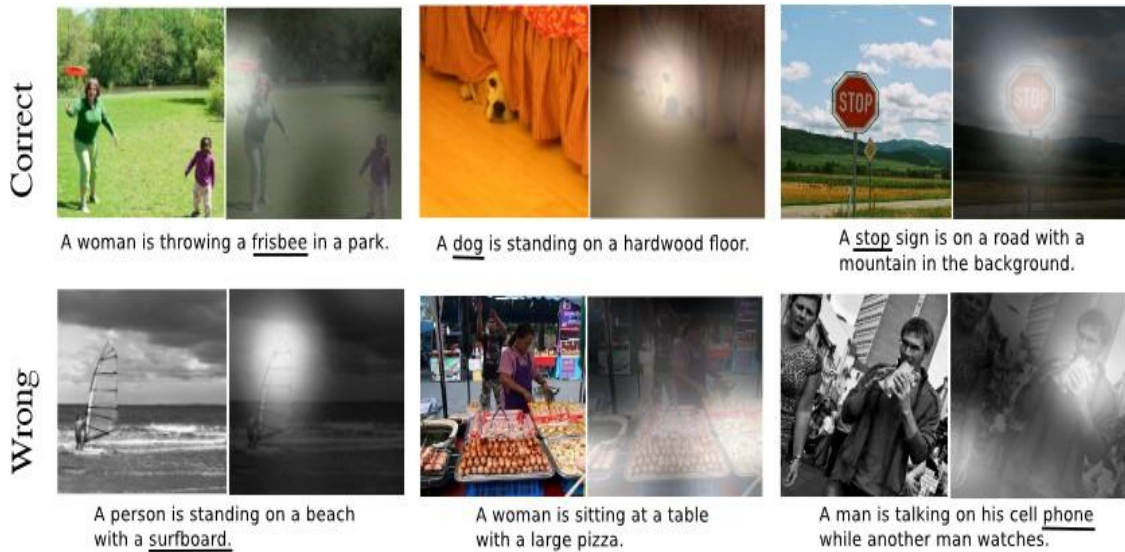 Correct
A woman is throwing a frisbee in a park.
A dog is standing on a hardwood floor.
STOP
STOP
A stop sign is on a road with a
mountain in the background.
Wrong
A person is standing on a beach
with a surfboard.
A woman is sitting at a table
with a large pizza.
A man is talking on his cell phone
while another man watches.